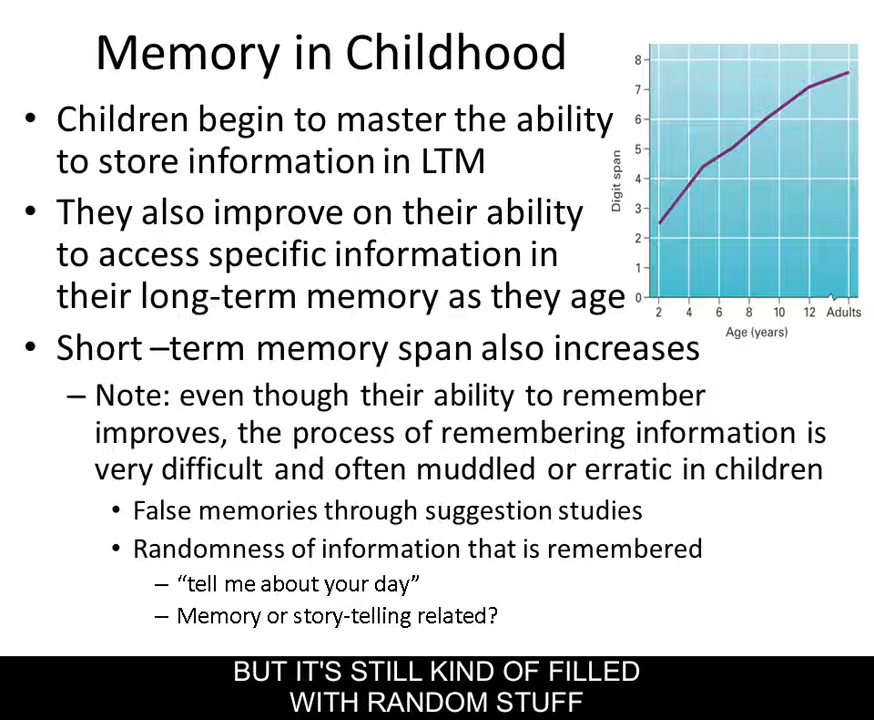 Memory in Childhood
• Children begin to master the ability
to store information in LTM
• They also improve on their ability
to access specific information in
their long-term memory as they age
• Short –term memory span also increases
– Note: even though their ability to remember
improves, the process of remembering information is
very difficult and often muddled or erratic in children
• False memories through suggestion studies
• Randomness of information that is remembered
– “tell me about your day”
– Memory or story-telling related?
8
7
6
5
4
3
2
1
0
Digit span
2 4 6 8 10 12 Adults
Age (years)
BUT IT'S STILL KIND OF FILLED
WITH RANDOM STUFF